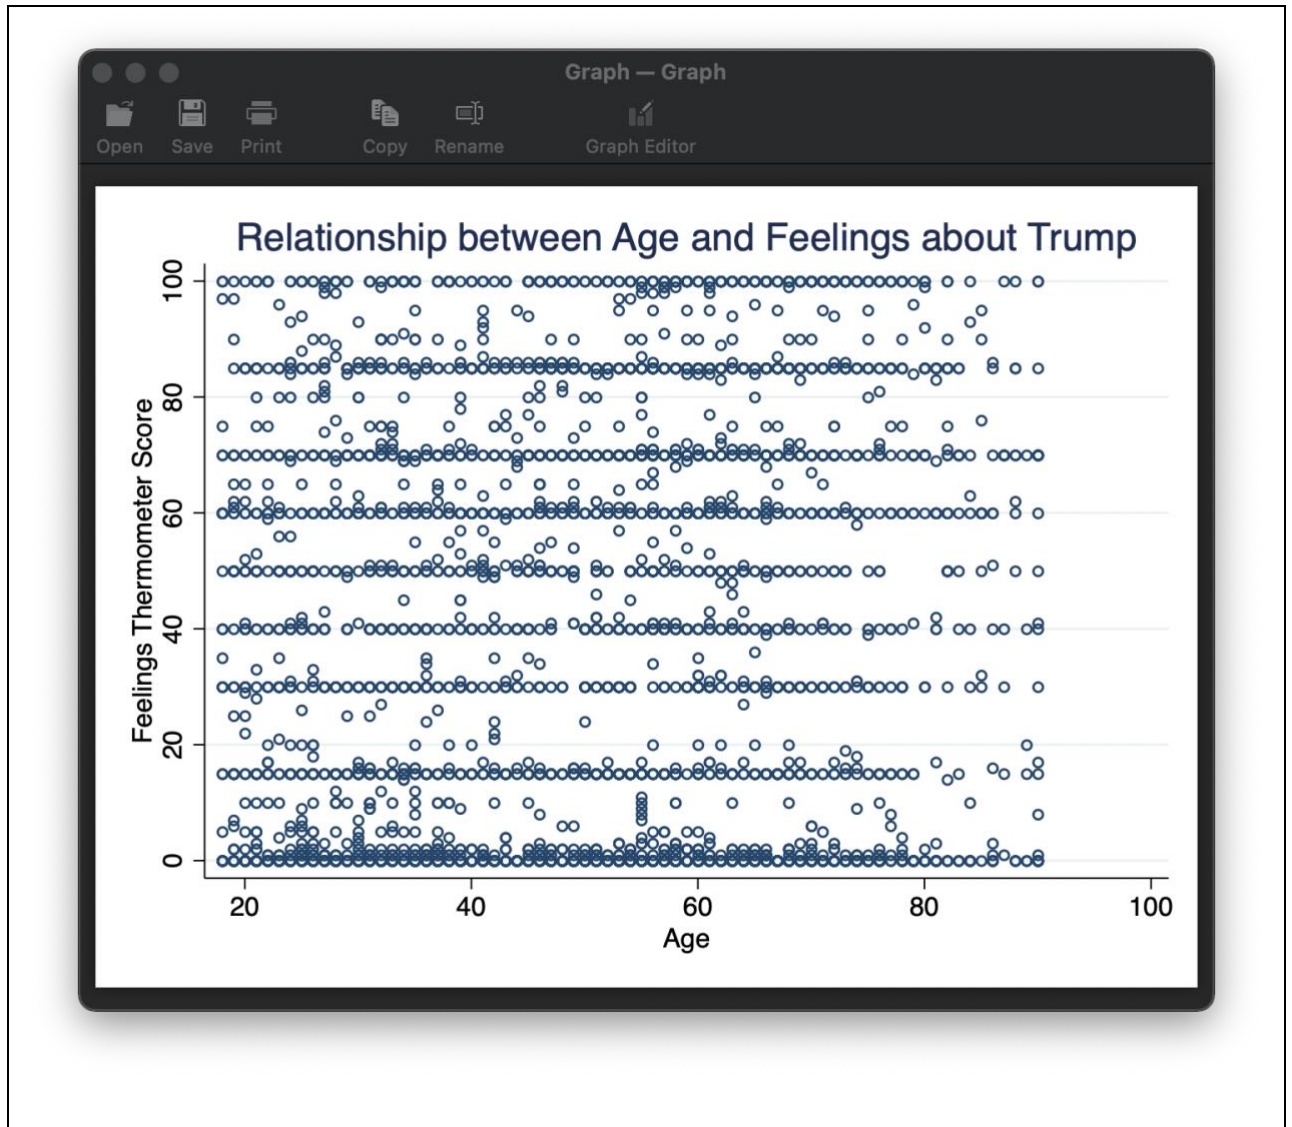 Graph — Graph
Open Save Print Copy Rename Graph Editor
Relationship between Age and Feelings about Trump
Feelings Thermometer Score
100
80
60
40
20
0
20 40 60 80 100
Age